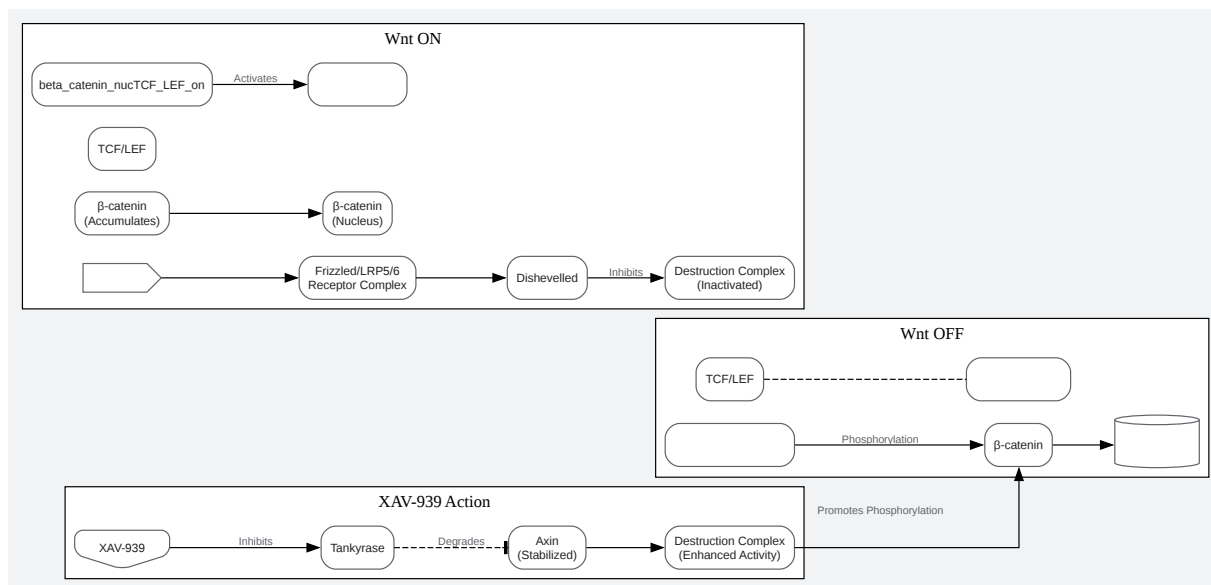 Wnt ON
beta_catenin_nucTCF_LEF_on
Activates
TCF/LEF
β-catenin
(Accumulates)
β-catenin
(Nucleus)
Frizzled/LRP5/6
Receptor Complex
Dishevelled
Inhibits
Destruction Complex
(Inactivated)
Wnt OFF
TCF/LEF
Phosphorylation
β-catenin
XAV-939 Action
XAV-939
Inhibits
Tankyrase
Degrades
Axin
(Stabilized)
Destruction Complex
(Enhanced Activity)
Promotes Phosphorylation